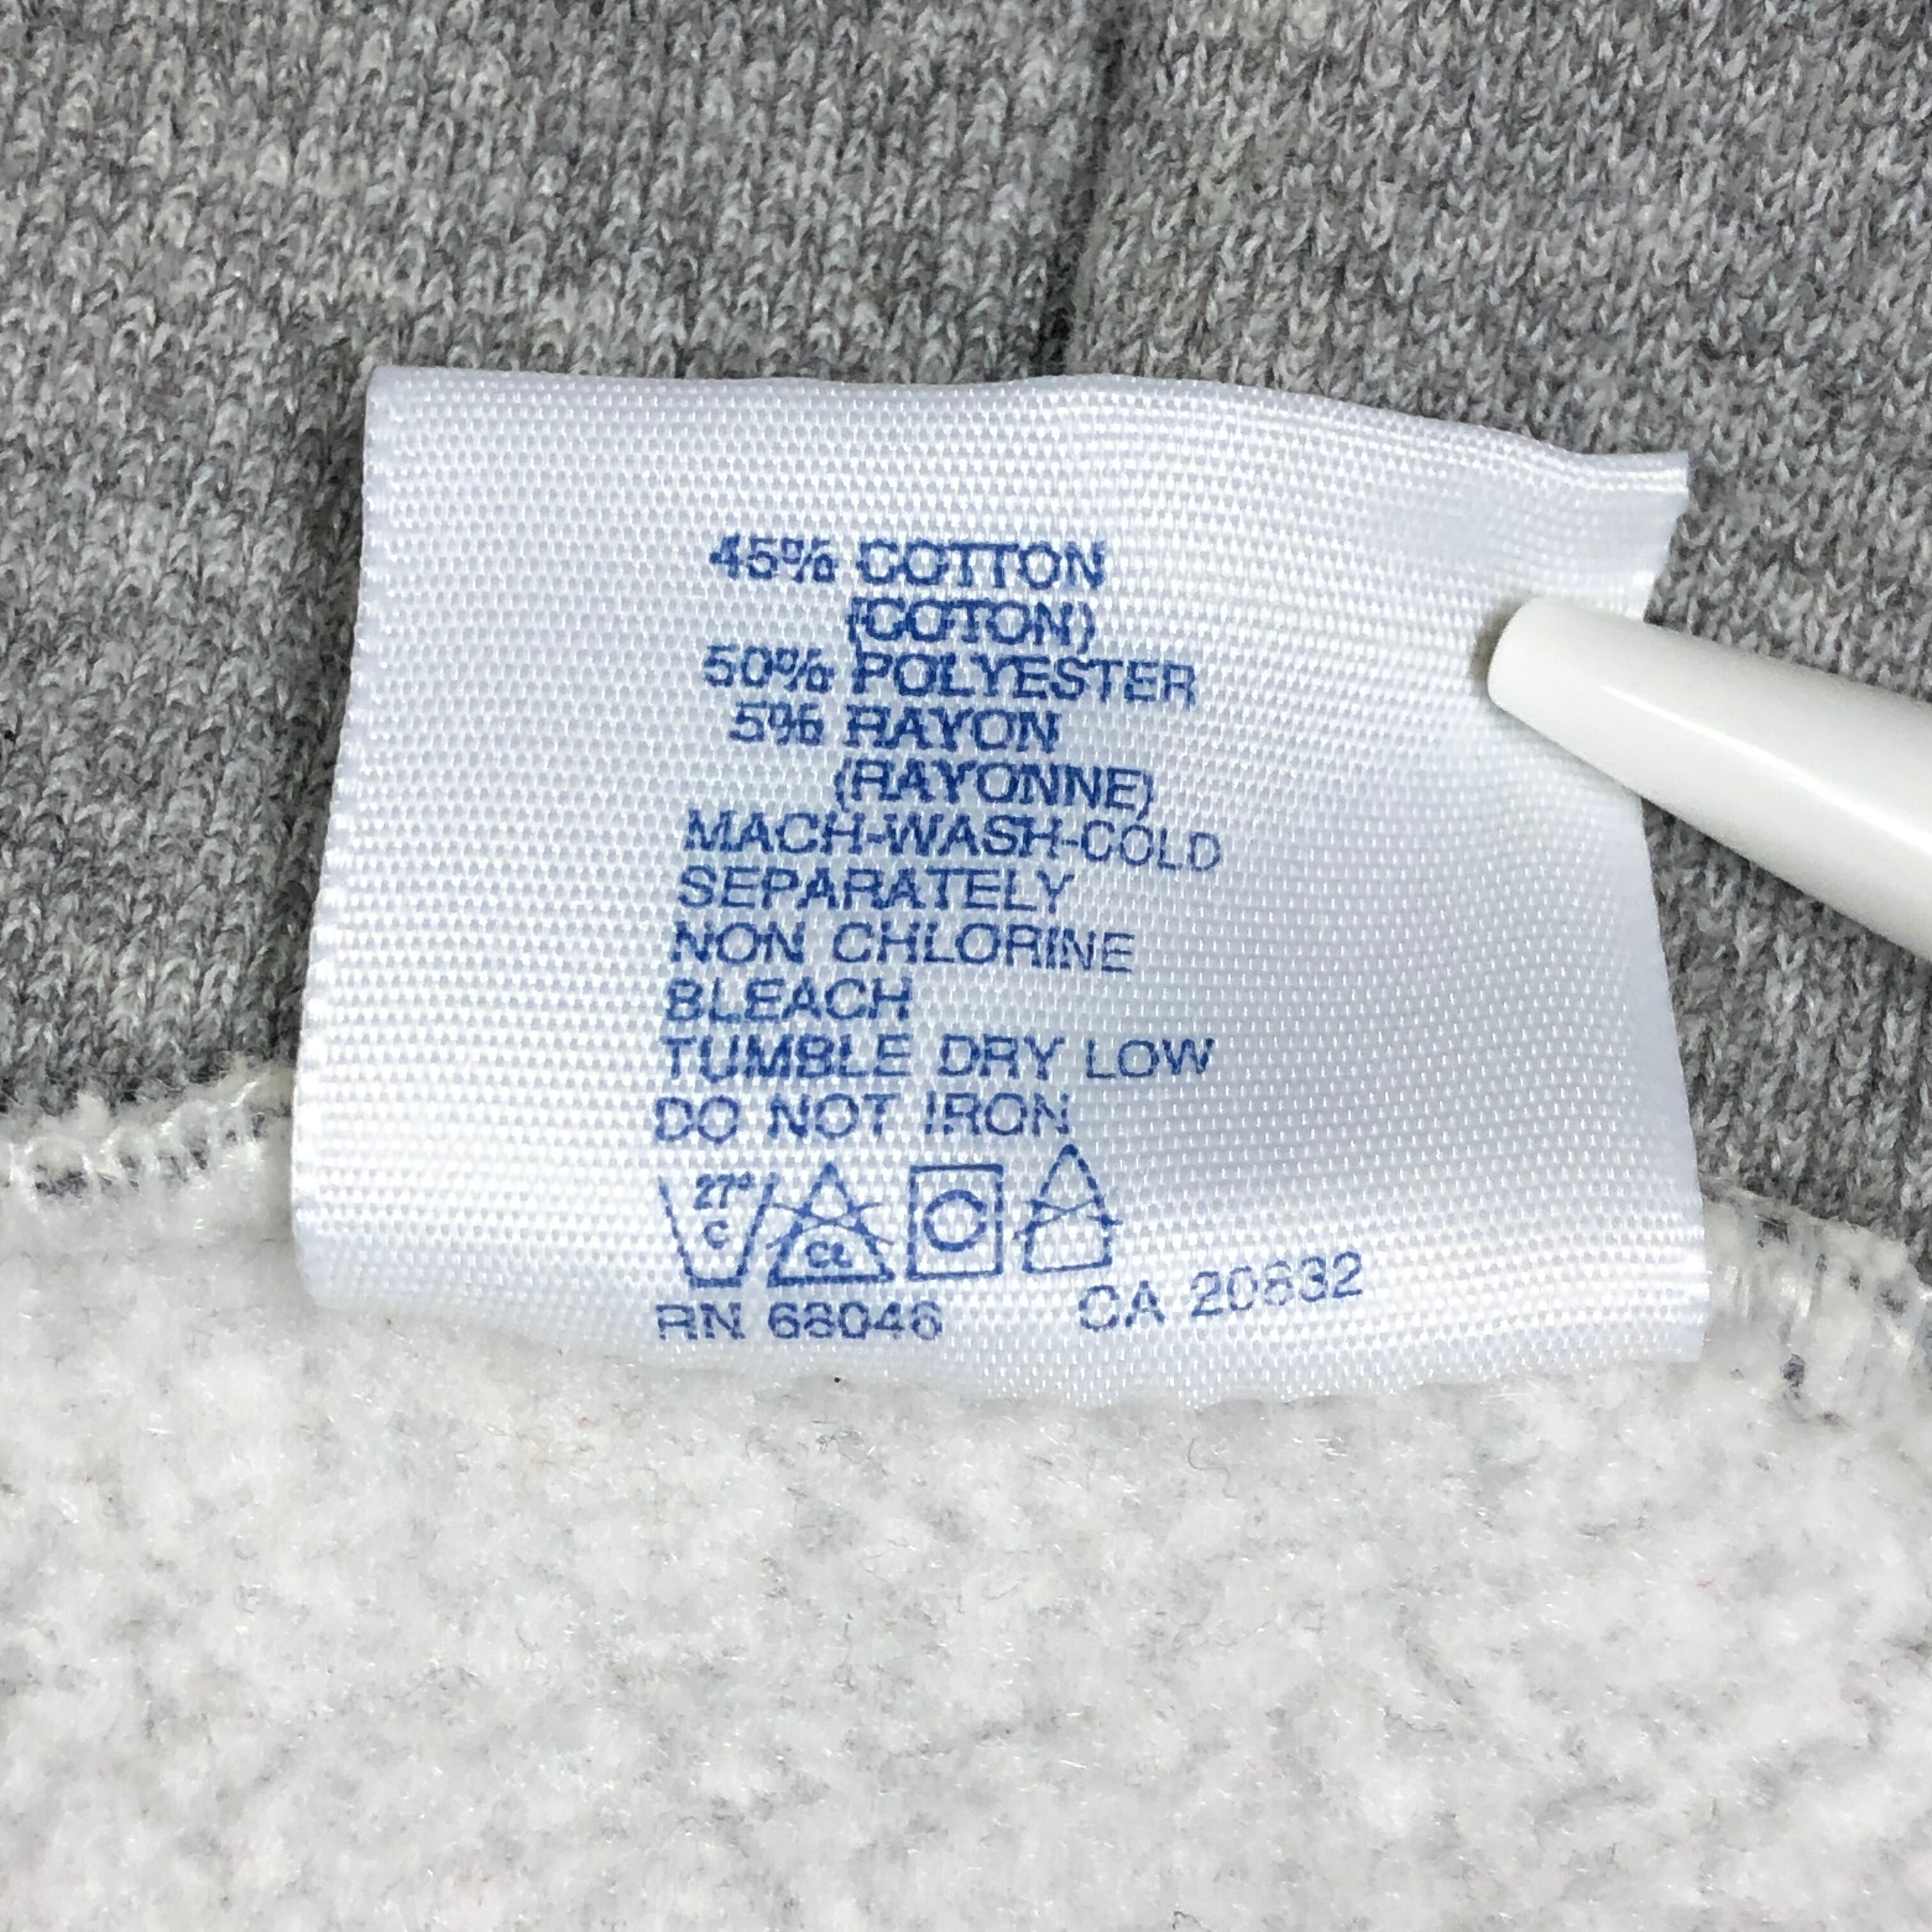 45% COTTON
(COTON)
50% POLYESTER
5% RAYON
(RAYONNE)
MACH-WASH-COLD
SEPARATELY
NON CHLORINE
BLEACH
TUMBLE DRY LOW
DO NOT IRON
27°
C
CL
RN 68046 CA 20832